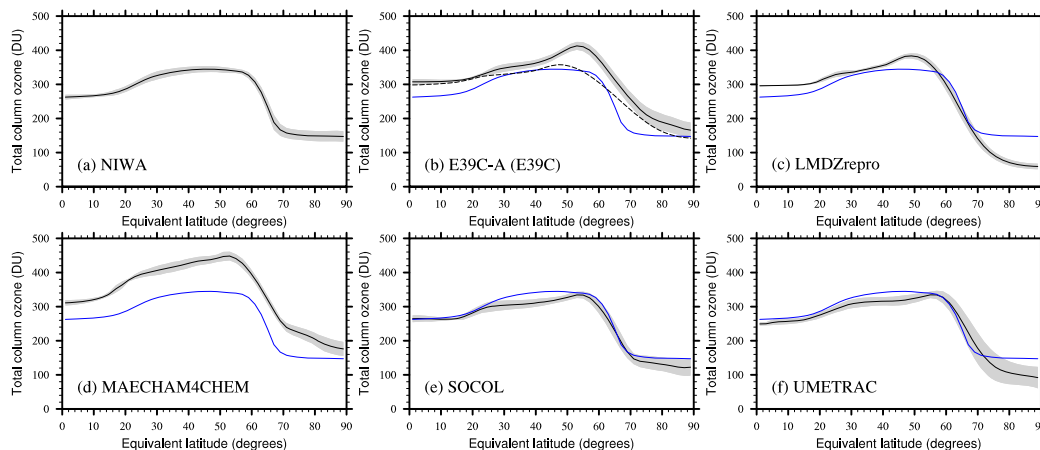 500
400
300
200
100
0
Total column ozone (DU)
(a) NIWA
0 10 20 30 40 50 60 70 80 90
Equivalent latitude (degrees)
500
400
300
200
100
0
Total column ozone (DU)
(b) E39C-A (E39C)
0 10 20 30 40 50 60 70 80 90
Equivalent latitude (degrees)
500
400
300
200
100
0
Total column ozone (DU)
(c) LMDZrepro
0 10 20 30 40 50 60 70 80 90
Equivalent latitude (degrees)
500
400
300
200
100
0
Total column ozone (DU)
(d) MAECHAM4CHEM
0 10 20 30 40 50 60 70 80 90
Equivalent latitude (degrees)
500
400
300
200
100
0
Total column ozone (DU)
(e) SOCOL
0 10 20 30 40 50 60 70 80 90
Equivalent latitude (degrees)
500
400
300
200
100
0
Total column ozone (DU)
(f) UMETRAC
0 10 20 30 40 50 60 70 80 90
Equivalent latitude (degrees)